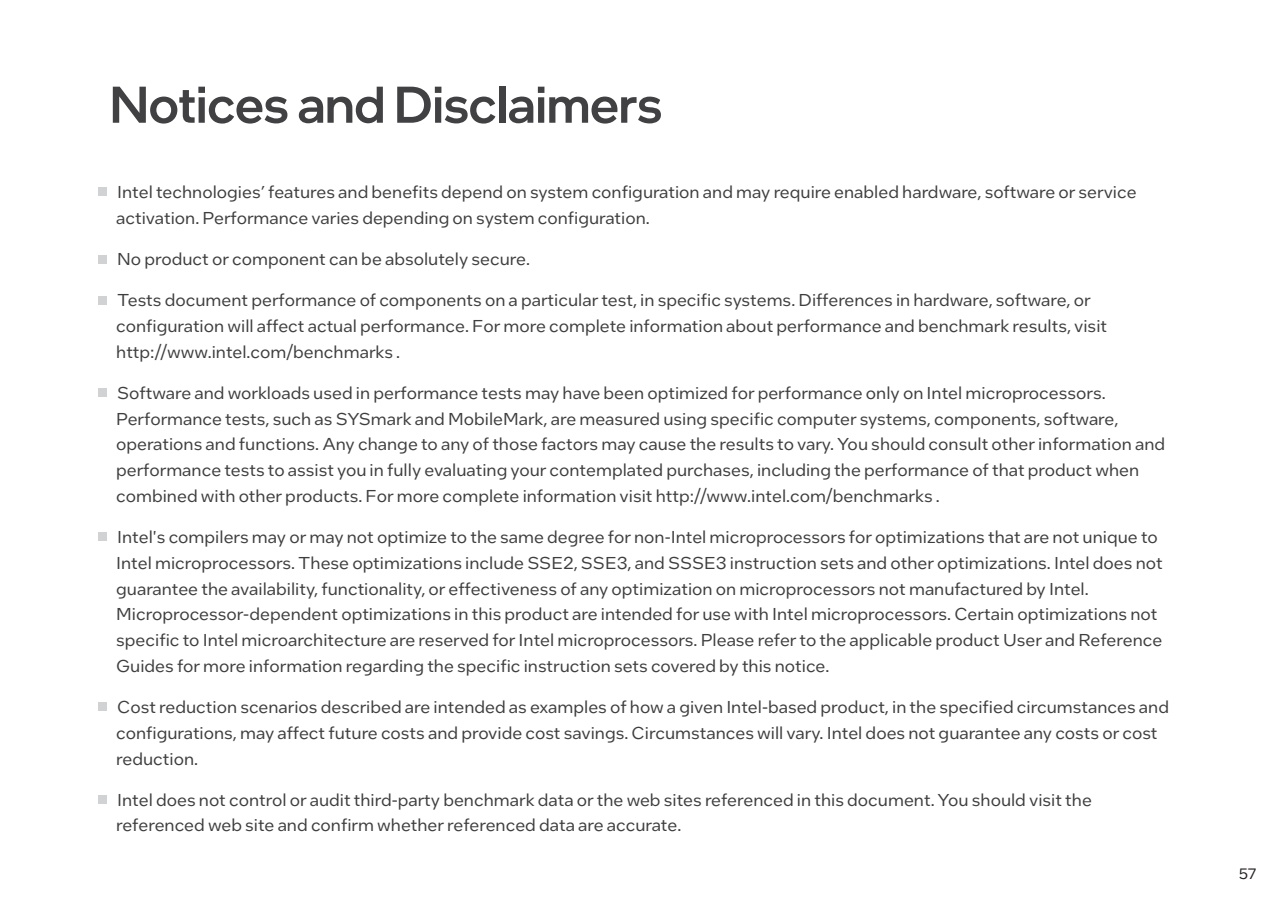 Notices and Disclaimers
Intel technologies’ features and benefits depend on system configuration and may require enabled hardware, software or service
activation. Performance varies depending on system configuration.
No product or component can be absolutely secure.
Tests document performance of components on a particular test, in specific systems. Differences in hardware, software, or
configuration will affect actual performance. For more complete information about performance and benchmark results, visit
http://www.intel.com/benchmarks .
Software and workloads used in performance tests may have been optimized for performance only on Intel microprocessors.
Performance tests, such as SYSmark and MobileMark, are measured using specific computer systems, components, software,
operations and functions. Any change to any of those factors may cause the results to vary. You should consult other information and
performance tests to assist you in fully evaluating your contemplated purchases, including the performance of that product when
combined with other products. For more complete information visit http://www.intel.com/benchmarks .
Intel's compilers may or may not optimize to the same degree for non-Intel microprocessors for optimizations that are not unique to
Intel microprocessors. These optimizations include SSE2, SSE3, and SSSE3 instruction sets and other optimizations. Intel does not
guarantee the availability, functionality, or effectiveness of any optimization on microprocessors not manufactured by Intel.
Microprocessor-dependent optimizations in this product are intended for use with Intel microprocessors. Certain optimizations not
specific to Intel microarchitecture are reserved for Intel microprocessors. Please refer to the applicable product User and Reference
Guides for more information regarding the specific instruction sets covered by this notice.
Cost reduction scenarios described are intended as examples of how a given Intel-based product, in the specified circumstances and
configurations, may affect future costs and provide cost savings. Circumstances will vary. Intel does not guarantee any costs or cost
reduction.
Intel does not control or audit third-party benchmark data or the web sites referenced in this document. You should visit the
referenced web site and confirm whether referenced data are accurate.
57